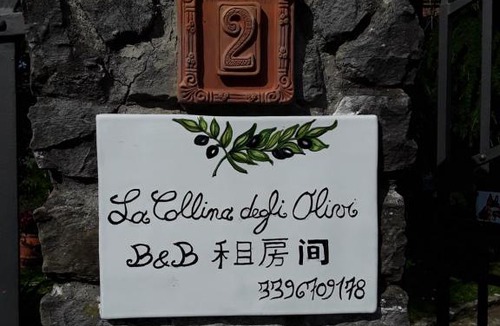 2
La Collina degli Olivi
B&B 租房间
3396709178